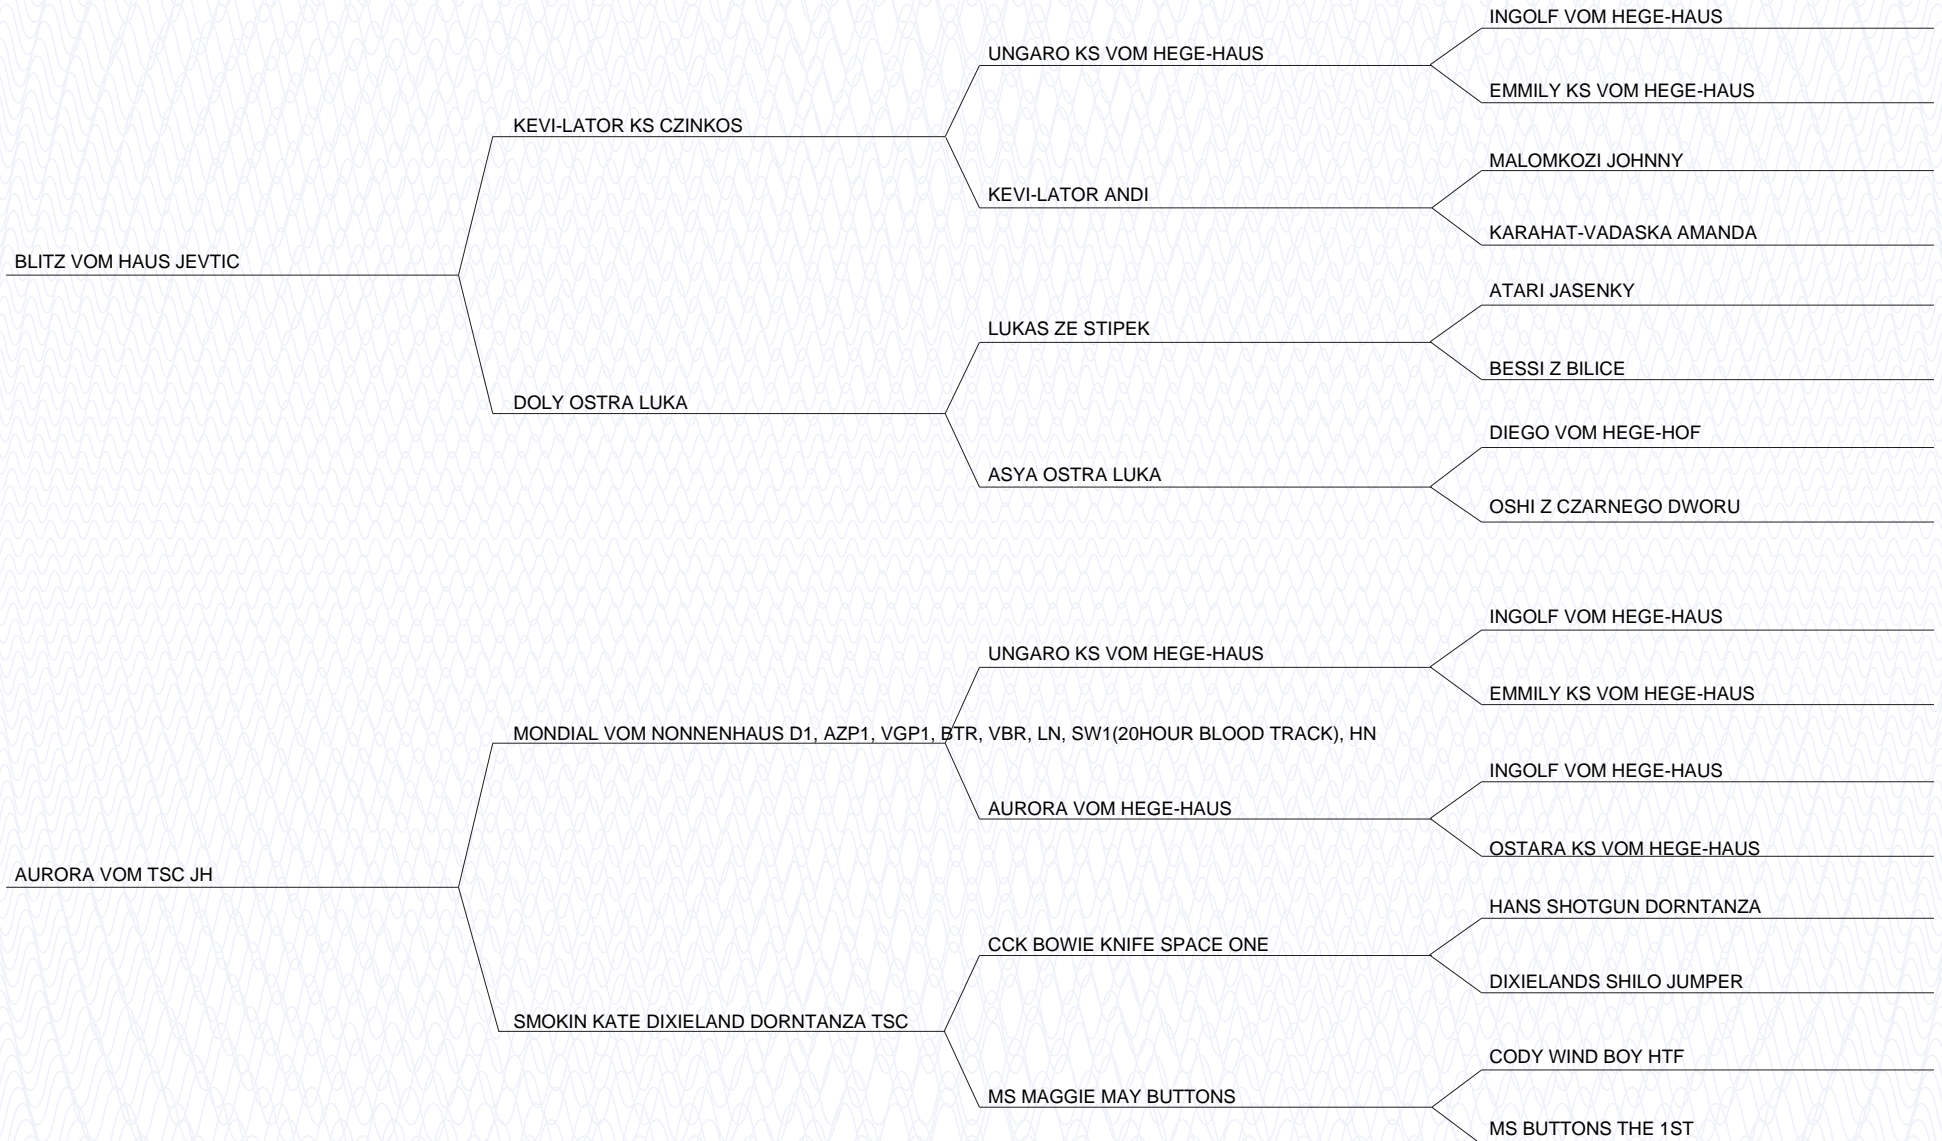 INGOLF VOM HEGE-HAUS
UNGARO KS VOM HEGE-HAUS
EMMILY KS VOM HEGE-HAUS
KEVI-LATOR KS CZINKOS
MALOMKOZI JOHNNY
KEVI-LATOR ANDI
KARAHAT-VADASKA AMANDA
BLITZ VOM HAUS JEVTIC
ATARI JASENKY
LUKAS ZE STIPEK
BESSI Z BILICE
DOLY OSTRA LUKA
DIEGO VOM HEGE-HOF
ASYA OSTRA LUKA
OSHI Z CZARNEGO DWORU
INGOLF VOM HEGE-HAUS
UNGARO KS VOM HEGE-HAUS
EMMILY KS VOM HEGE-HAUS
MONDIAL VOM NONNENHAUS D1, AZP1, VGP1, BTR, VBR, LN, SW1(20HOUR BLOOD TRACK), HN
INGOLF VOM HEGE-HAUS
AURORA VOM HEGE-HAUS
OSTARA KS VOM HEGE-HAUS
AURORA VOM TSC JH
HANS SHOTGUN DORNTANZA
CCK BOWIE KNIFE SPACE ONE
DIXIELANDS SHILO JUMPER
SMOKIN KATE DIXIELAND DORNTANZA TSC
CODY WIND BOY HTF
MS MAGGIE MAY BUTTONS
MS BUTTONS THE 1ST